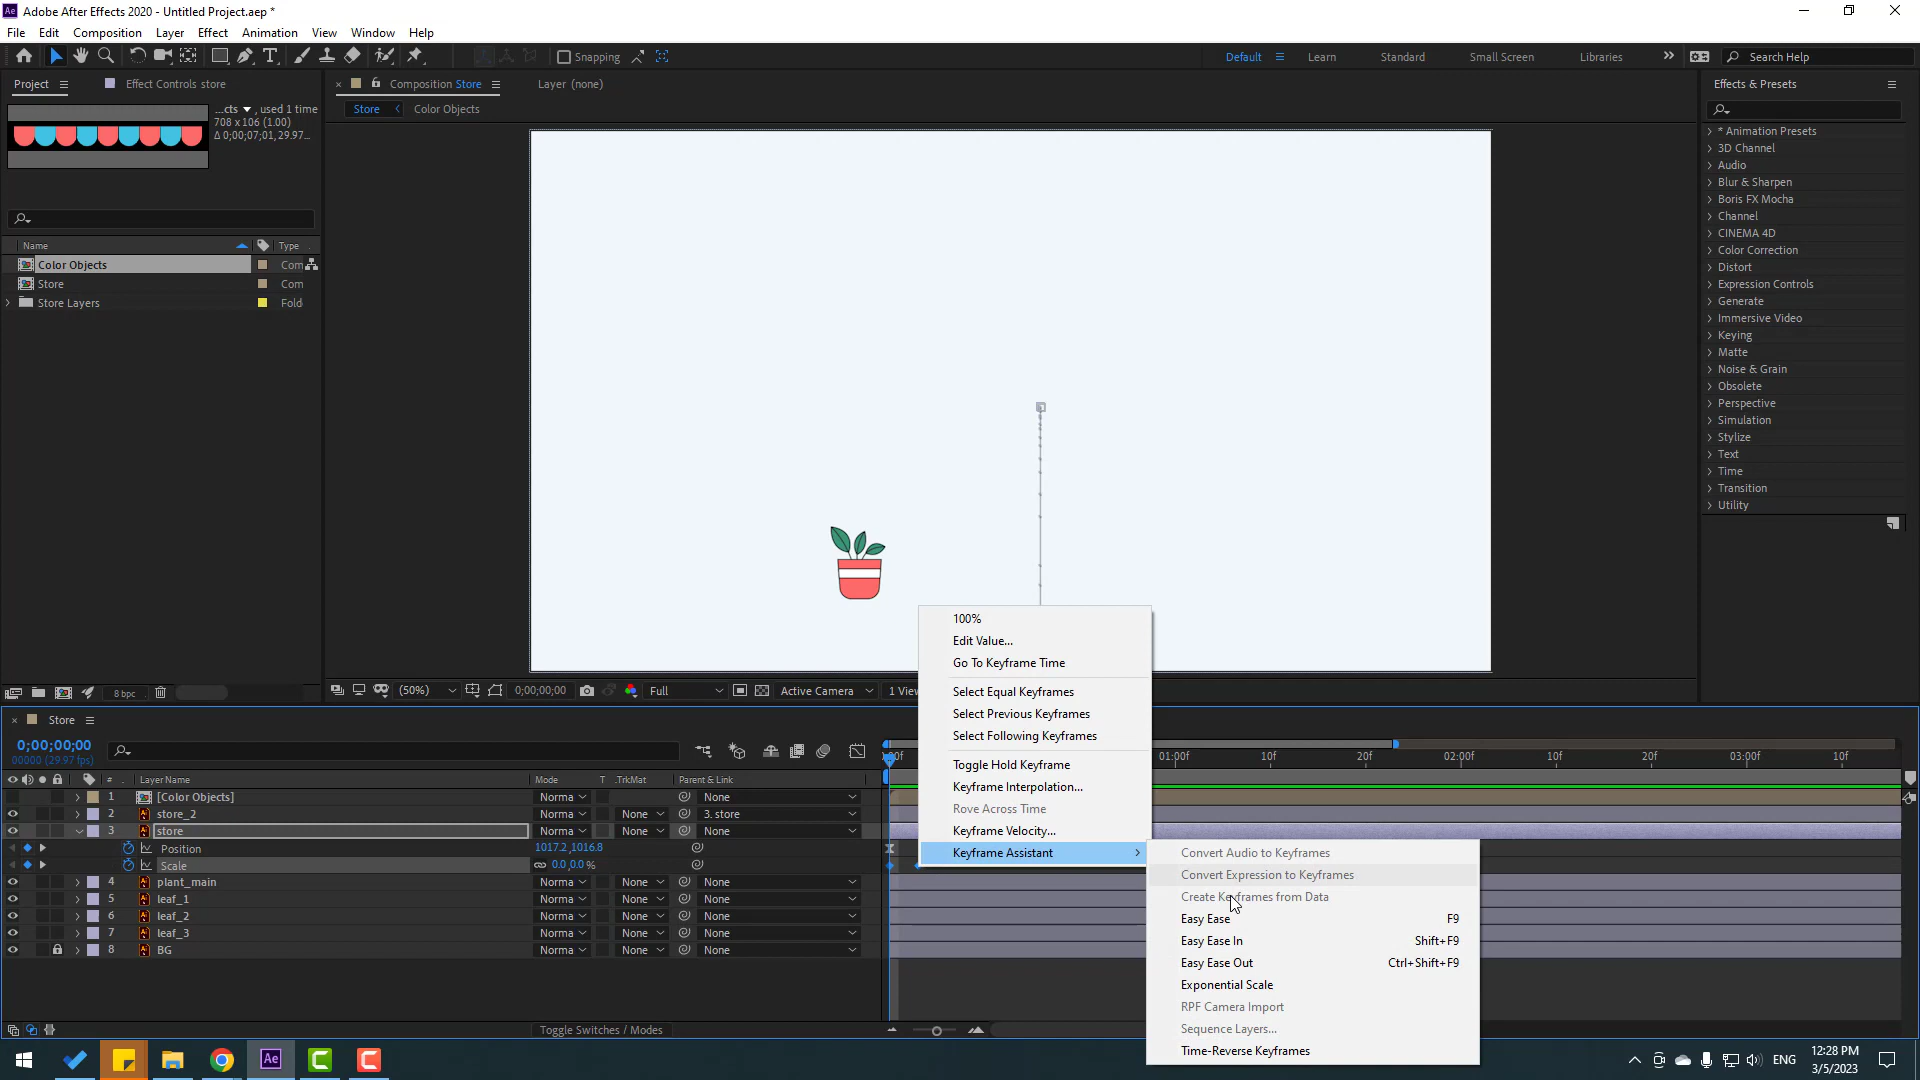 Adobe After Effects 2020 - Untitled Project.aep *
File Edit Composition Layer Effect Animation View Window Help
Snapping
Default Learn Standard Small Screen Libraries Search Help
Project Effect Controls store
Composition Store Layer (none)
Effects & Presets
...cts , used 1 time
708 x 106 (1.00)
Δ 0;00;07;01, 29.97...
Store Color Objects
Name Type
Color Objects Com
Store Com
Store Layers Fold
* Animation Presets
3D Channel
Audio
Blur & Sharpen
Boris FX Mocha
Channel
CINEMA 4D
Color Correction
Distort
Expression Controls
Generate
Immersive Video
Keying
Matte
Noise & Grain
Obsolete
Perspective
Simulation
Stylize
Text
Time
Transition
Utility
8 bpc
(50%) 0;00;00;00 Full Active Camera 1 View
100%
Edit Value...
Go To Keyframe Time
Select Equal Keyframes
Select Previous Keyframes
Select Following Keyframes
Toggle Hold Keyframe
Keyframe Interpolation...
Rove Across Time
Keyframe Velocity...
Keyframe Assistant
Convert Audio to Keyframes
Convert Expression to Keyframes
Create Keyframes from Data
Easy Ease F9
Easy Ease In Shift+F9
Easy Ease Out Ctrl+Shift+F9
Exponential Scale
RPF Camera Import
Sequence Layers...
Time-Reverse Keyframes
Store
0;00;00;00
00000 (29.97 fps)
01:00f 10f 20f 02:00f 10f 20f 03:00f 10f
# Layer Name Mode T .TrkMat Parent & Link
1 [Color Objects] Norma None
2 store_2 Norma None 3. store
3 store Norma None None
Position 1017.2,1016.8
Scale 0.0,0.0 %
4 plant_main Norma None None
5 leaf_1 Norma None None
6 leaf_2 Norma None None
7 leaf_3 Norma None None
8 BG Norma None None
Toggle Switches / Modes
ENG
12:28 PM
3/5/2023